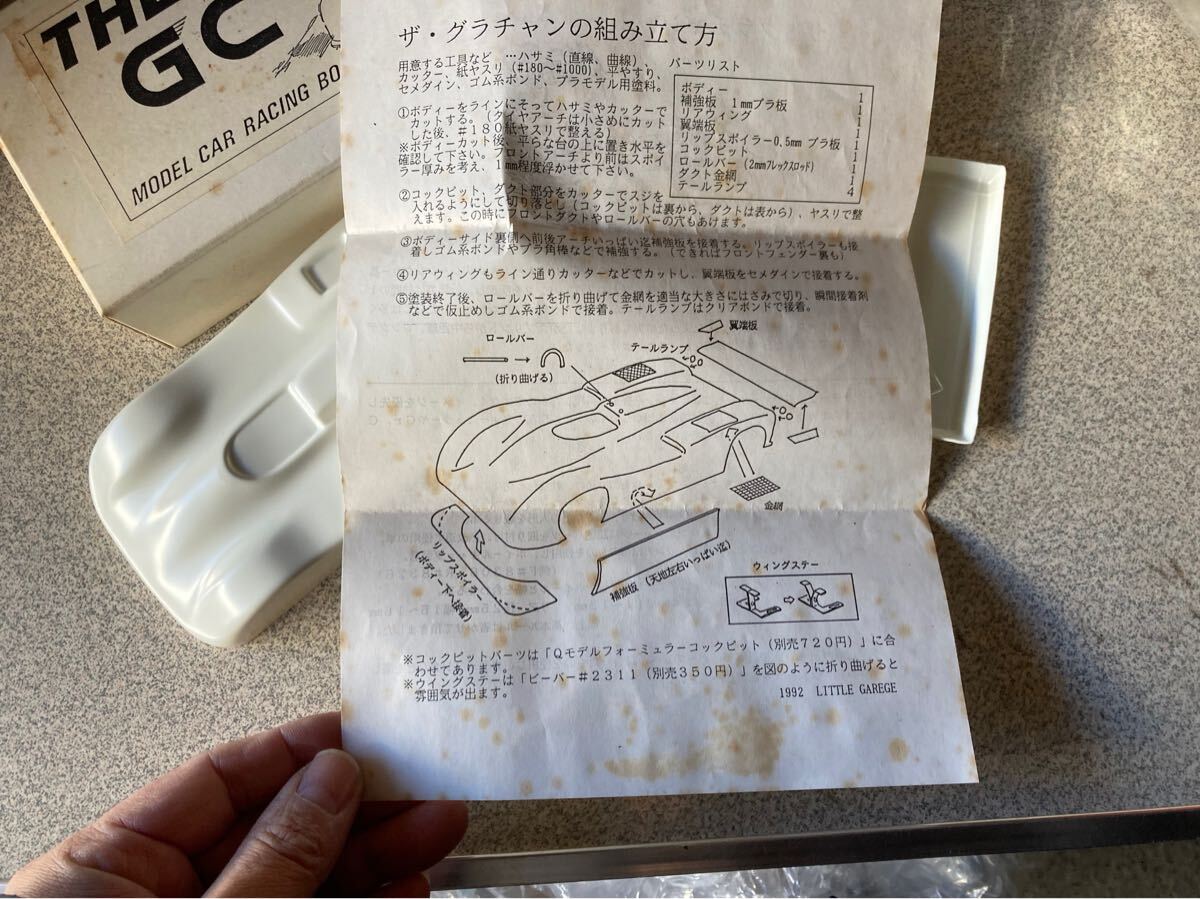 THE
GC
MODEL CAR RACING BO
ザ・グラチャンの組み立て方
用意する工具など …ハサミ(直線、曲線)、
カッター、紙ヤスリ(#180〜#1000)、平やすり、
セメダイン、ゴム系ボンド、プラモデル用塗料。
①ボディーをラインにそってハサミやカッターで
カットする。(タイヤアーチは小さめにカット
した後、#180紙ヤスリで整える)
※ボディーカット後、平らな台の上に置き水平を
確認して下さい。フロントアーチより前はスポイ
ラー厚みを考え、1mm程度浮かせて下さい。
パーツリスト
ボディー 1
補強板 1mmプラ板 1
リアウィング 1
翼端板
リップスポイラー0.5mm プラ板 1
コックピット 1
ロールバー(2mmフレックスロッド) 1
ダクト金網 1
テールランプ 4
②コックピット、ダクト部分をカッターでスジを
入れるようにして切り落とし(コックピットは裏から、ダクトは表から)、ヤスリで整
えます。この時にフロントダクトやロールバーの穴もあけます。
③ボディーサイド裏側へ前後アーチいっぱい迄補強板を接着する。リップスポイラーも接
着しゴム系ボンドやプラ角棒などで補強する。(できればフロントフェンダー裏も)
④リアウィングもライン通りカッターなどでカットし、翼端板をセメダインで接着する。
⑤塗装終了後、ロールバーを折り曲げて金網を適当な大きさにはさみで切り、瞬間接着剤
などで仮止めしゴム系ボンドで接着。テールランプはクリアボンドで接着。
ロールバー
(折り曲げる)
テールランプ
翼端板
金網
リップスポイラー
(ボディー下へ接着)
補強板 (天地左右いっぱい迄)
ウィングステー
※コックピットパーツは「Qモデルフォーミュラーコックピット(別売720円)」に合
わせてあります。
※ウイングステーは「ビーバー#2311(別売350円)」を図のように折り曲げると
雰囲気が出ます。
1992 LITTLE GAREGE